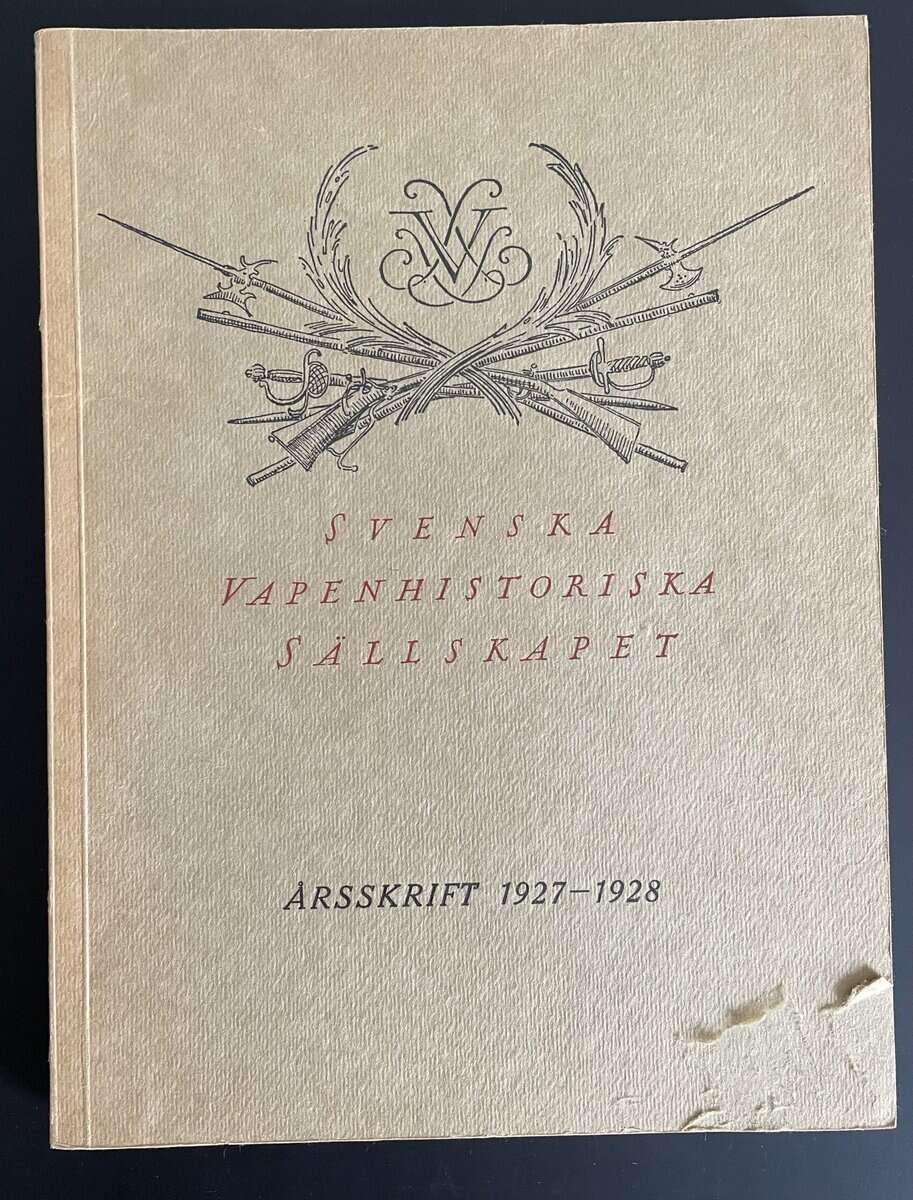 SVENSKA
VAPENHISTORISKA
SÄLLSKAPET
ÅRSSKRIFT 1927–1928